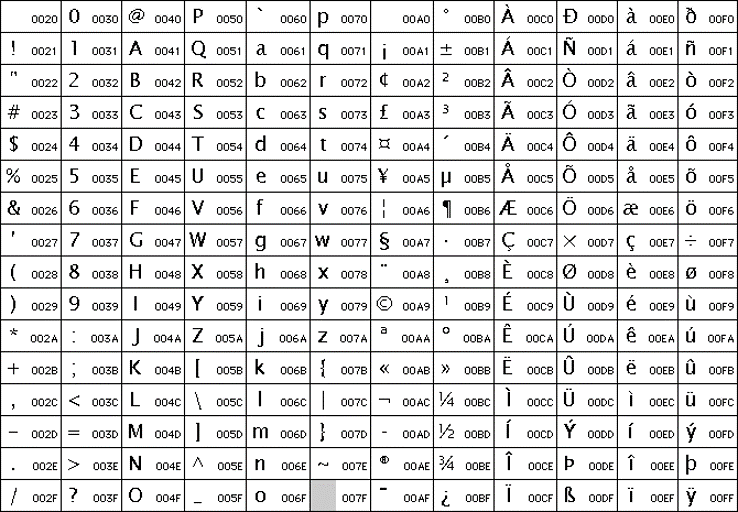 0020 0 0030 @ 0040 P 0050 ` 0060 p 0070 00A0 ° 00B0 À 00C0 Ð 00D0 à 00E0 ð 00F0
! 0021 1 0031 A 0041 Q 0051 a 0061 q 0071 ¡ 00A1 ± 00B1 Á 00C1 Ñ 00D1 á 00E1 ñ 00F1
" 0022 2 0032 B 0042 R 0052 b 0062 r 0072 ¢ 00A2 ² 00B2 Â 00C2 Ò 00D2 â 00E2 ò 00F2
# 0023 3 0033 C 0043 S 0053 c 0063 s 0073 £ 00A3 ³ 00B3 Ã 00C3 Ó 00D3 ã 00E3 ó 00F3
$ 0024 4 0034 D 0044 T 0054 d 0064 t 0074 ¤ 00A4 ´ 00B4 Ä 00C4 Ô 00D4 ä 00E4 ô 00F4
% 0025 5 0035 E 0045 U 0055 e 0065 u 0075 ¥ 00A5 µ 00B5 Å 00C5 Õ 00D5 å 00E5 õ 00F5
& 0026 6 0036 F 0046 V 0056 f 0066 v 0076 ¦ 00A6 ¶ 00B6 Æ 00C6 Ö 00D6 æ 00E6 ö 00F6
' 0027 7 0037 G 0047 W 0057 g 0067 w 0077 § 00A7 · 00B7 Ç 00C7 × 00D7 ç 00E7 ÷ 00F7
( 0028 8 0038 H 0048 X 0058 h 0068 x 0078 ¨ 00A8 ¸ 00B8 È 00C8 Ø 00D8 è 00E8 ø 00F8
) 0029 9 0039 I 0049 Y 0059 i 0069 y 0079 © 00A9 ¹ 00B9 É 00C9 Ù 00D9 é 00E9 ù 00F9
* 002A : 003A J 004A Z 005A j 006A z 007A ª 00AA º 00BA Ê 00CA Ú 00DA ê 00EA ú 00FA
+ 002B ; 003B K 004B [ 005B k 006B { 007B « 00AB » 00BB Ë 00CB Û 00DB ë 00EB û 00FB
, 002C < 003C L 004C \ 005C l 006C | 007C ¬ 00AC ¼ 00BC Ì 00CC Ü 00DC ì 00EC ü 00FC
- 002D = 003D M 004D ] 005D m 006D } 007D - 00AD ½ 00BD Í 00CD Ý 00DD í 00ED ý 00FD
. 002E > 003E N 004E ^ 005E n 006E ~ 007E ® 00AE ¾ 00BE Î 00CE Þ 00DE î 00EE þ 00FE
/ 002F ? 003F O 004F _ 005F o 006F 007F ¯ 00AF ¿ 00BF Ï 00CF ß 00DF ï 00EF ÿ 00FF